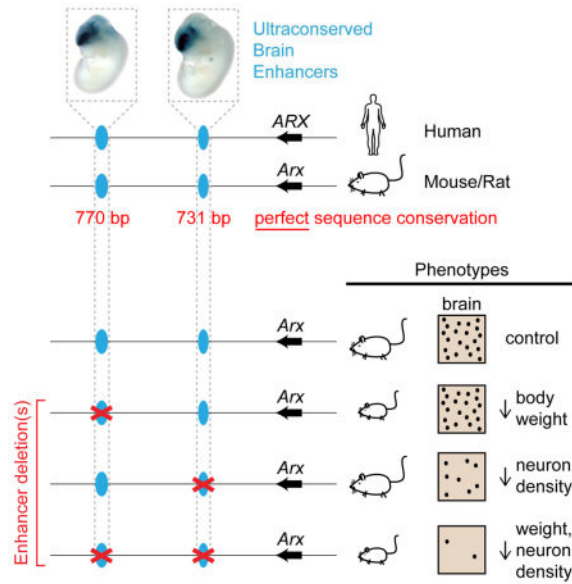 Ultraconserved
Brain
Enhancers
ARX
Human
Arx
Mouse/Rat
770 bp 731 bp perfect sequence conservation
Phenotypes
brain
Arx
control
Enhancer deletion(s)
Arx
↓ body
weight
Arx
↓ neuron
density
Arx
↓ weight,
neuron
density